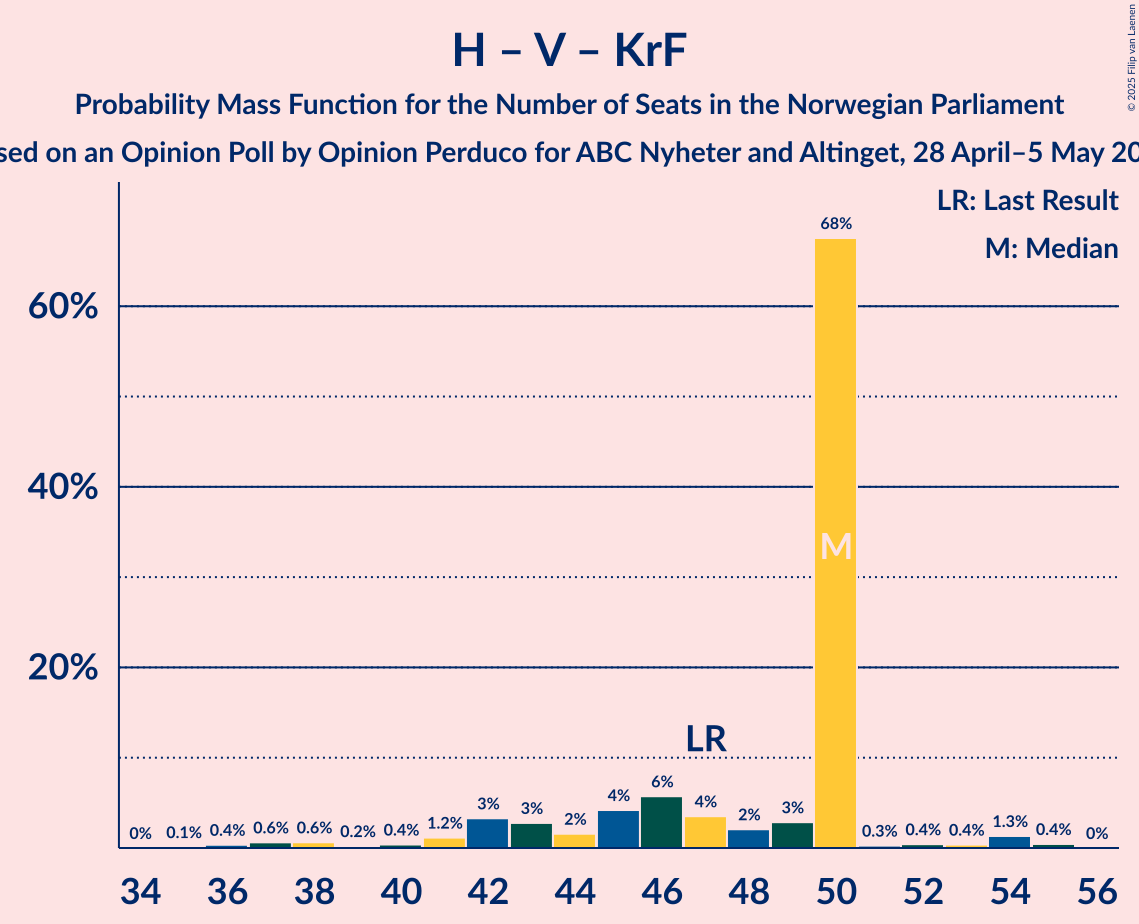 H – V – KrF
Probability Mass Function for the Number of Seats in the Norwegian Parliament
on an Opinion Poll by Opinion Perduco for ABC Nyheter and Altinget, 28 April–5 May
© 2025 Filip van Laenen
LR: Last Result
M: Median
68%
60%
40%
M
20%
LR
0% 0.1% 0.4% 0.6% 0.6% 0.2% 0.4% 1.2% 3% 3% 2% 4% 6% 4% 2% 3% 0.3% 0.4% 0.4% 1.3% 0.4% 0%
34 36 38 40 42 44 46 48 50 52 54 56